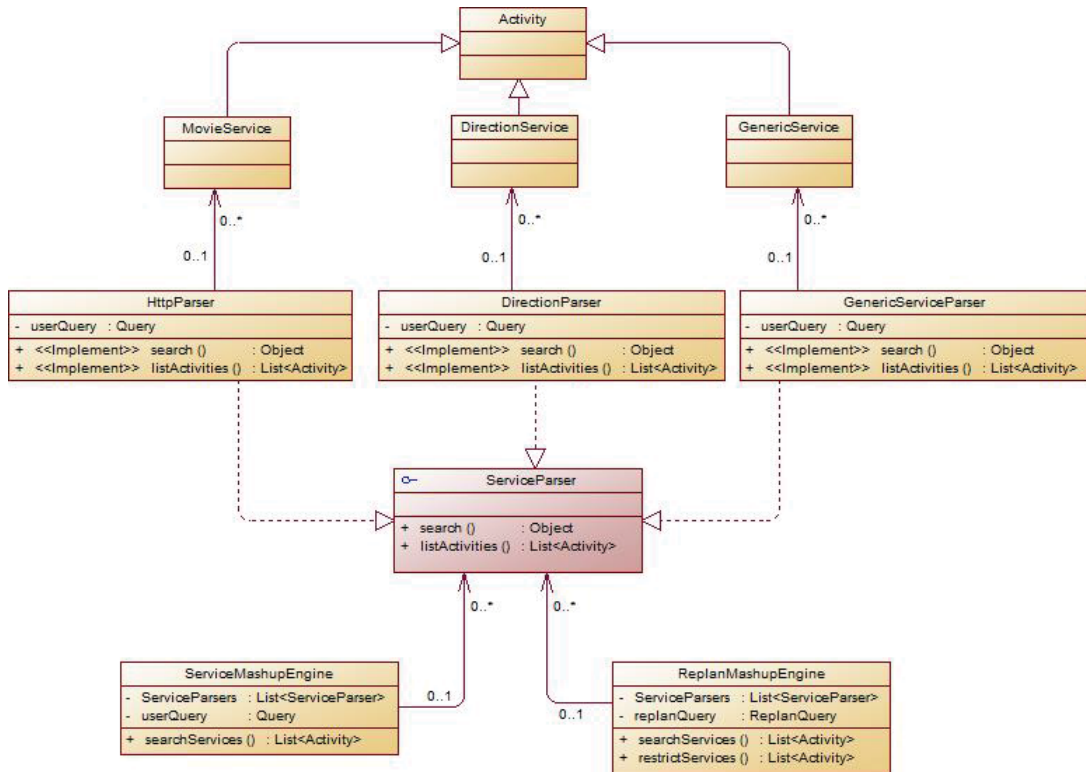 Activity
MovieService
DirectionService
GenericService
0..*
0..*
0..*
0..1
0..1
0..1
HttpParser
- userQuery : Query
+ <<Implement>> search () : Object
+ <<Implement>> listActivities () : List<Activity>
DirectionParser
- userQuery : Query
+ <<Implement>> search () : Object
+ <<Implement>> listActivities () : List<Activity>
GenericServiceParser
- userQuery : Query
+ <<Implement>> search () : Object
+ <<Implement>> listActivities () : List<Activity>
ServiceParser
+ search () : Object
+ listActivities () : List<Activity>
0..*
0..*
ServiceMashupEngine
- ServiceParsers : List<ServiceParser>
- userQuery : Query
+ searchServices () : List<Activity>
0..1
0..1
ReplanMashupEngine
- ServiceParsers : List<ServiceParser>
- replanQuery : ReplanQuery
+ searchServices () : List<Activity>
+ restrictServices () : List<Activity>